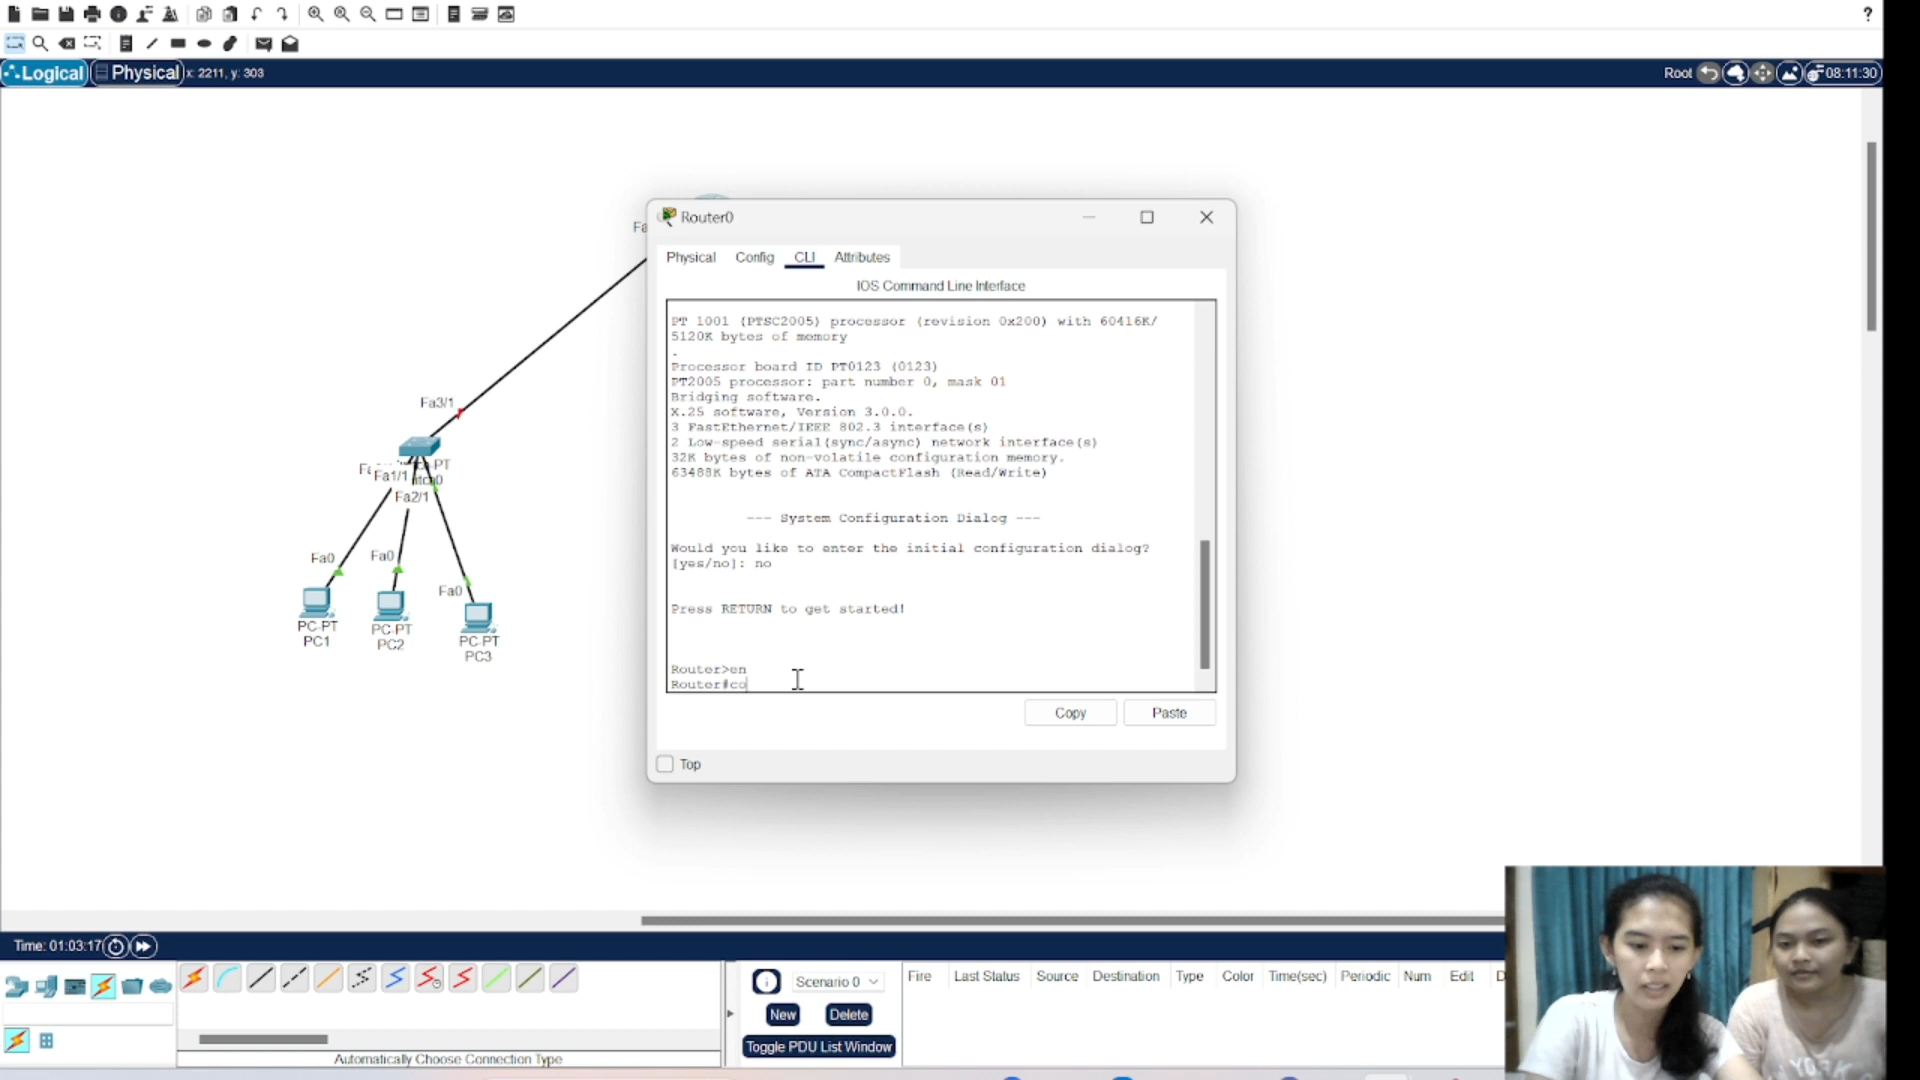 ?
Logical
Physical
x: 2211, y: 303
Root
08:11:30
Router0
Physical
Config
CLI
Attributes
IOS Command Line Interface
PT 1001 (PTSC2005) processor (revision 0x200) with 60416K/
5120K bytes of memory
.
Processor board ID PT0123 (0123)
PT2005 processor: part number 0, mask 01
Bridging software.
X.25 software, Version 3.0.0.
3 FastEthernet/IEEE 802.3 interface(s)
2 Low-speed serial(sync/async) network interface(s)
32K bytes of non-volatile configuration memory.
63488K bytes of ATA CompactFlash (Read/Write)
--- System Configuration Dialog ---
Would you like to enter the initial configuration dialog?
[yes/no]: no
Press RETURN to get started!
Router>en
Router#co
Copy
Paste
Top
Fa3/1
Fa1/1
Fa2/1
Fa0
Fa0
Fa0
PC-PT
PC1
PC-PT
PC2
PC-PT
PC3
Time: 01:03:17
Scenario 0
New
Delete
Toggle PDU List Window
Fire
Last Status
Source
Destination
Type
Color
Time(sec)
Periodic
Num
Edit
Automatically Choose Connection Type